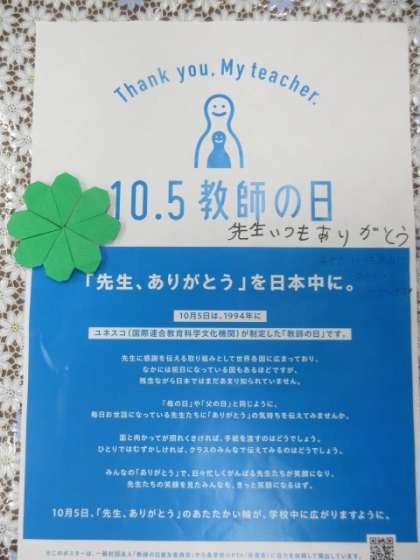 Thank you, My teacher.
10.5 教師の日
先生いつもありがとう
「先生、ありがとう」を日本中に。
10月5日は、1994年に
ユネスコ(国際連合教育科学文化機関)が制定した「教師の日」です。
先生に感謝を伝える取り組みとして世界各国に広まっており、
なかには祝日になっている国もあるほどですが、
残念ながら日本ではまだあまり知られていません。
「母の日」や「父の日」と同じように、
毎日お世話になっている先生たちに「ありがとう」の気持ちを伝えてみませんか。
面と向かってが照れくさければ、手紙を渡すのはどうでしょう。
ひとりではむずかしければ、クラスのみんなで伝えてみるのはどうでしょう。
みんなの「ありがとう」で、日々忙しくがんばる先生たちが笑顔になり、
先生たちの笑顔を見たみんなも、きっと笑顔になるはず。
10月5日、「先生、ありがとう」のあたたかい輪が、学校中に広がりますように。